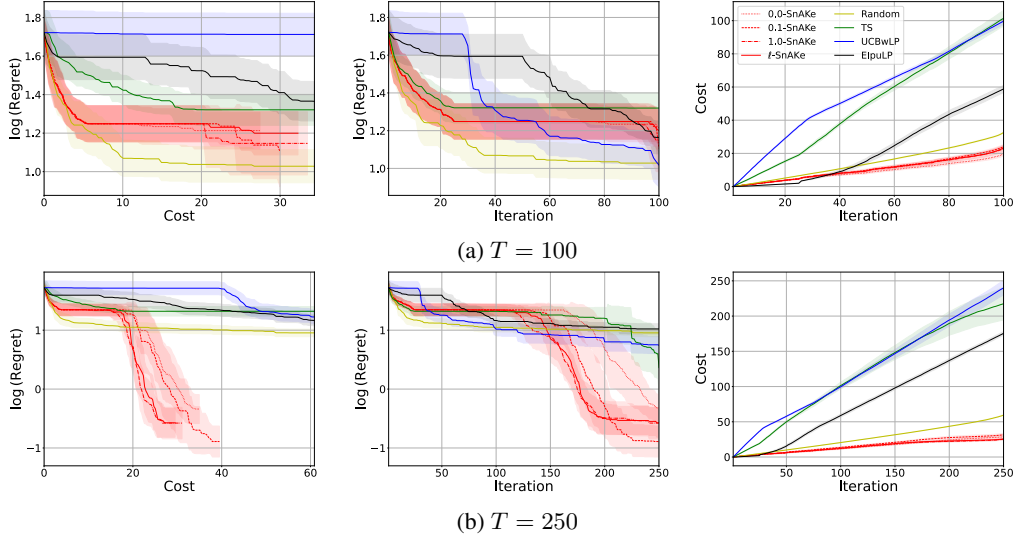 log (Regret)
1.8
1.6
1.4
1.2
1.0
0 10 20 30
Cost
log (Regret)
1.8
1.6
1.4
1.2
1.0
20 40 60 80 100
Iteration
Cost
100
80
60
40
20
0
20 40 60 80 100
Iteration
0.0-SnAKe
0.1-SnAKe
1.0-SnAKe
ℓ-SnAKe
Random
TS
UCBwLP
EIpuLP
(a) T = 100
log (Regret)
1
0
−1
0 20 40 60
Cost
log (Regret)
1
0
−1
50 100 150 200 250
Iteration
Cost
250
200
150
100
50
0
50 100 150 200 250
Iteration
(b) T = 250